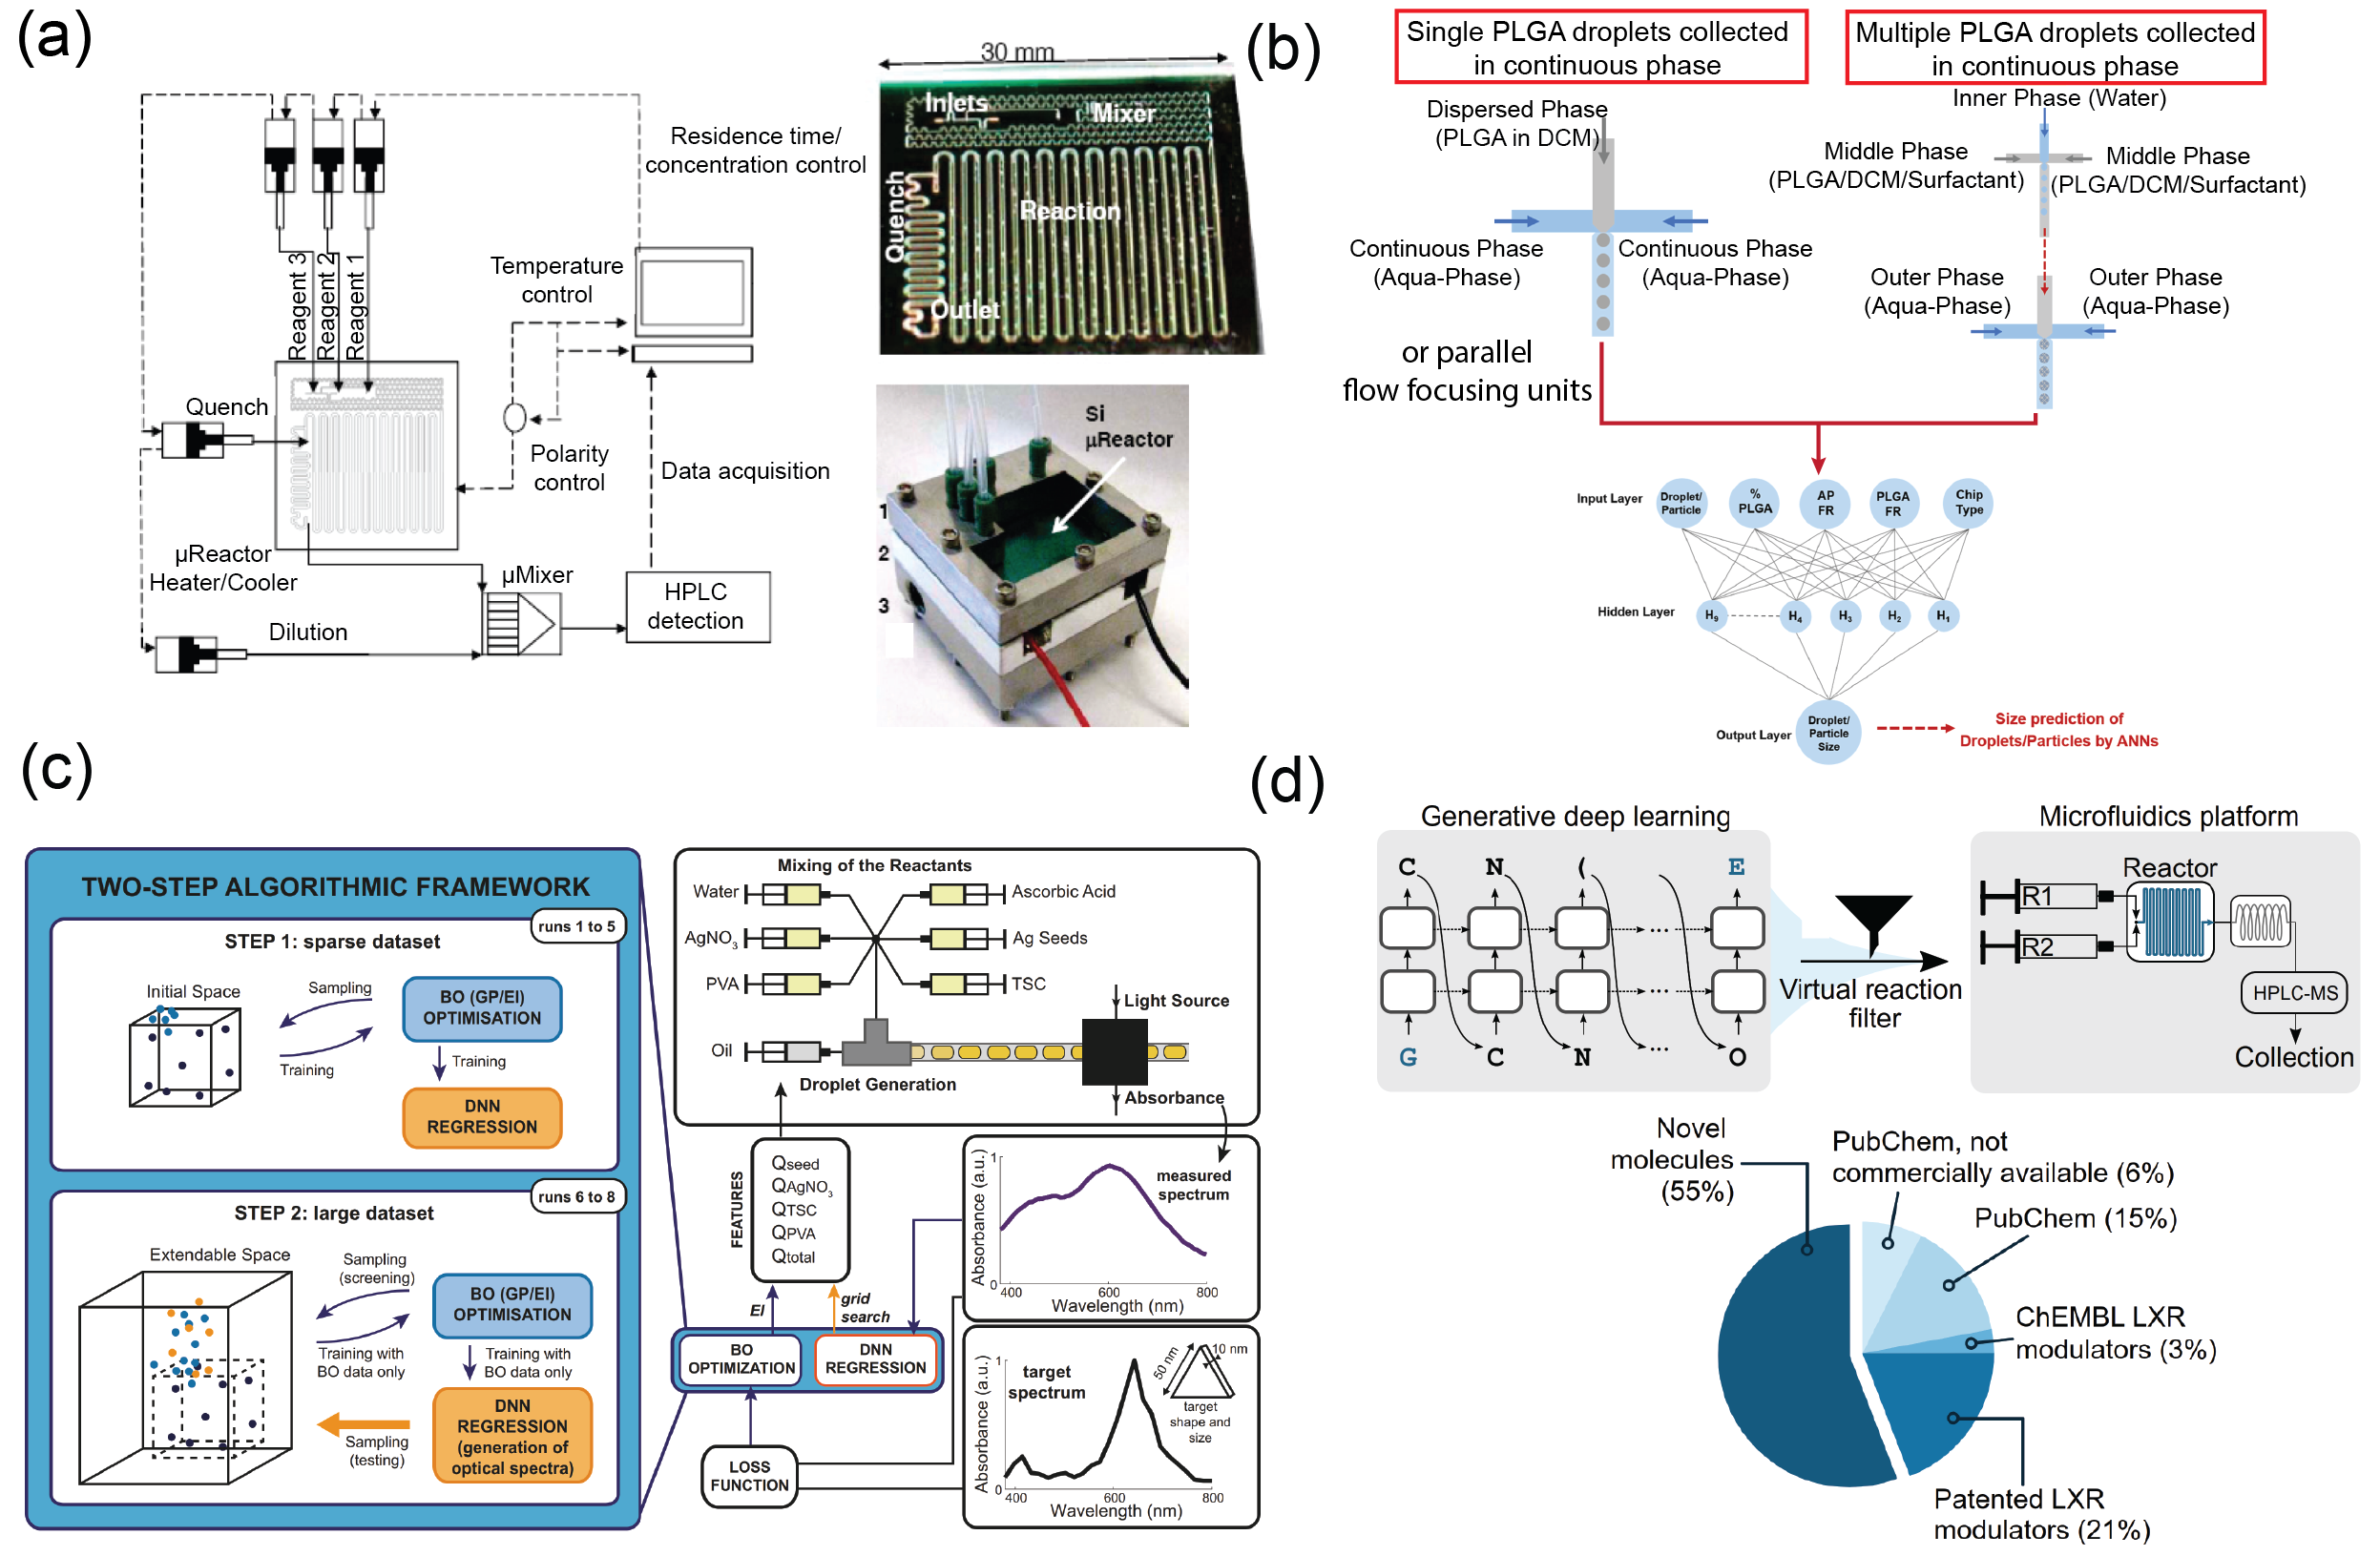 (a)
30 mm
Inlets
Mixer
Residence time/
concentration control
Quench
Reaction
Outlet
Temperature
control
Reagent 3
Reagent 2
Reagent 1
Quench
Polarity
control
Data acquisition
Si
µReactor
1
2
3
µReactor
Heater/Cooler
µMixer
HPLC
detection
Dilution
(b)
Single PLGA droplets collected
in continuous phase
Multiple PLGA droplets collected
in continuous phase
Dispersed Phase
(PLGA in DCM)
Inner Phase (Water)
Middle Phase
(PLGA/DCM/Surfactant)
Middle Phase
(PLGA/DCM/Surfactant)
Continuous Phase
(Aqua-Phase)
Continuous Phase
(Aqua-Phase)
Outer Phase
(Aqua-Phase)
Outer Phase
(Aqua-Phase)
or parallel
flow focusing units
Input Layer
Droplet/
Particle
%
PLGA
AP
FR
PLGA
FR
Chip
Type
Hidden Layer
H9
H4
H3
H2
H1
Output Layer
Droplet/
Particle
Size
Size prediction of
Droplets/Particles by ANNs
(c)
TWO-STEP ALGORITHMIC FRAMEWORK
runs 1 to 5
STEP 1: sparse dataset
Initial Space
Sampling
Training
BO (GP/EI)
OPTIMISATION
Training
DNN
REGRESSION
runs 6 to 8
STEP 2: large dataset
Extendable Space
Sampling
(screening)
BO (GP/EI)
OPTIMISATION
Training with
BO data only
Training with
BO data only
DNN
REGRESSION
(generation of
optical spectra)
Sampling
(testing)
Mixing of the Reactants
Water
Ascorbic Acid
AgNO3
Ag Seeds
PVA
TSC
Light Source
Oil
Droplet Generation
Absorbance
FEATURES
Qseed
QAgNO3
QTSC
QPVA
Qtotal
EI
grid
search
BO
OPTIMIZATION
DNN
REGRESSION
LOSS
FUNCTION
Absorbance (a.u.)
1
0
measured
spectrum
400
600
800
Wavelength (nm)
Absorbance (a.u.)
1
0
target
spectrum
50 nm
10 nm
target
shape and
size
400
600
800
Wavelength (nm)
(d)
Generative deep learning
Microfluidics platform
C
N
(
E
...
...
G
C
N
...
O
Virtual reaction
filter
Reactor
R1
R2
HPLC-MS
Collection
Novel
molecules
(55%)
PubChem, not
commercially available (6%)
PubChem (15%)
ChEMBL LXR
modulators (3%)
Patented LXR
modulators (21%)